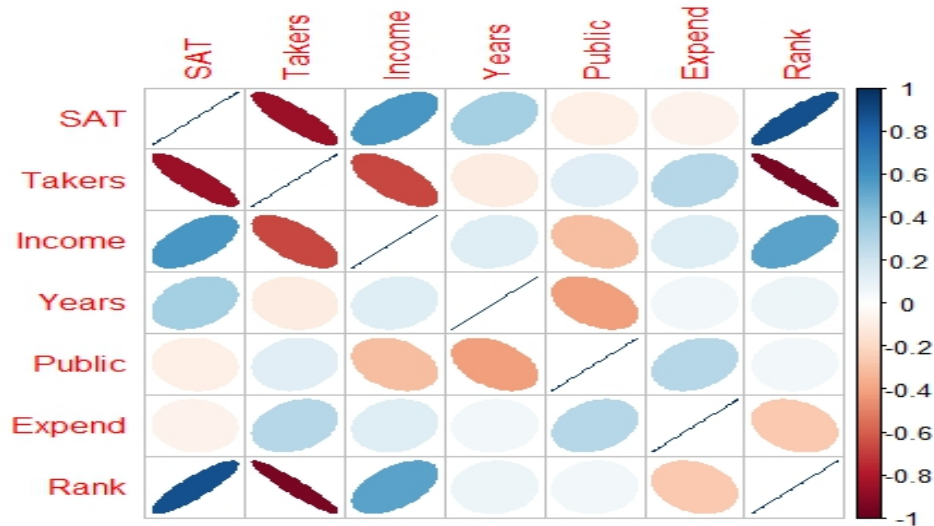 SAT Takers Income Years Public Expend Rank
SAT
Takers
Income
Years
Public
Expend
Rank
1
0.8
0.6
0.4
0.2
0
-0.2
-0.4
-0.6
-0.8
-1